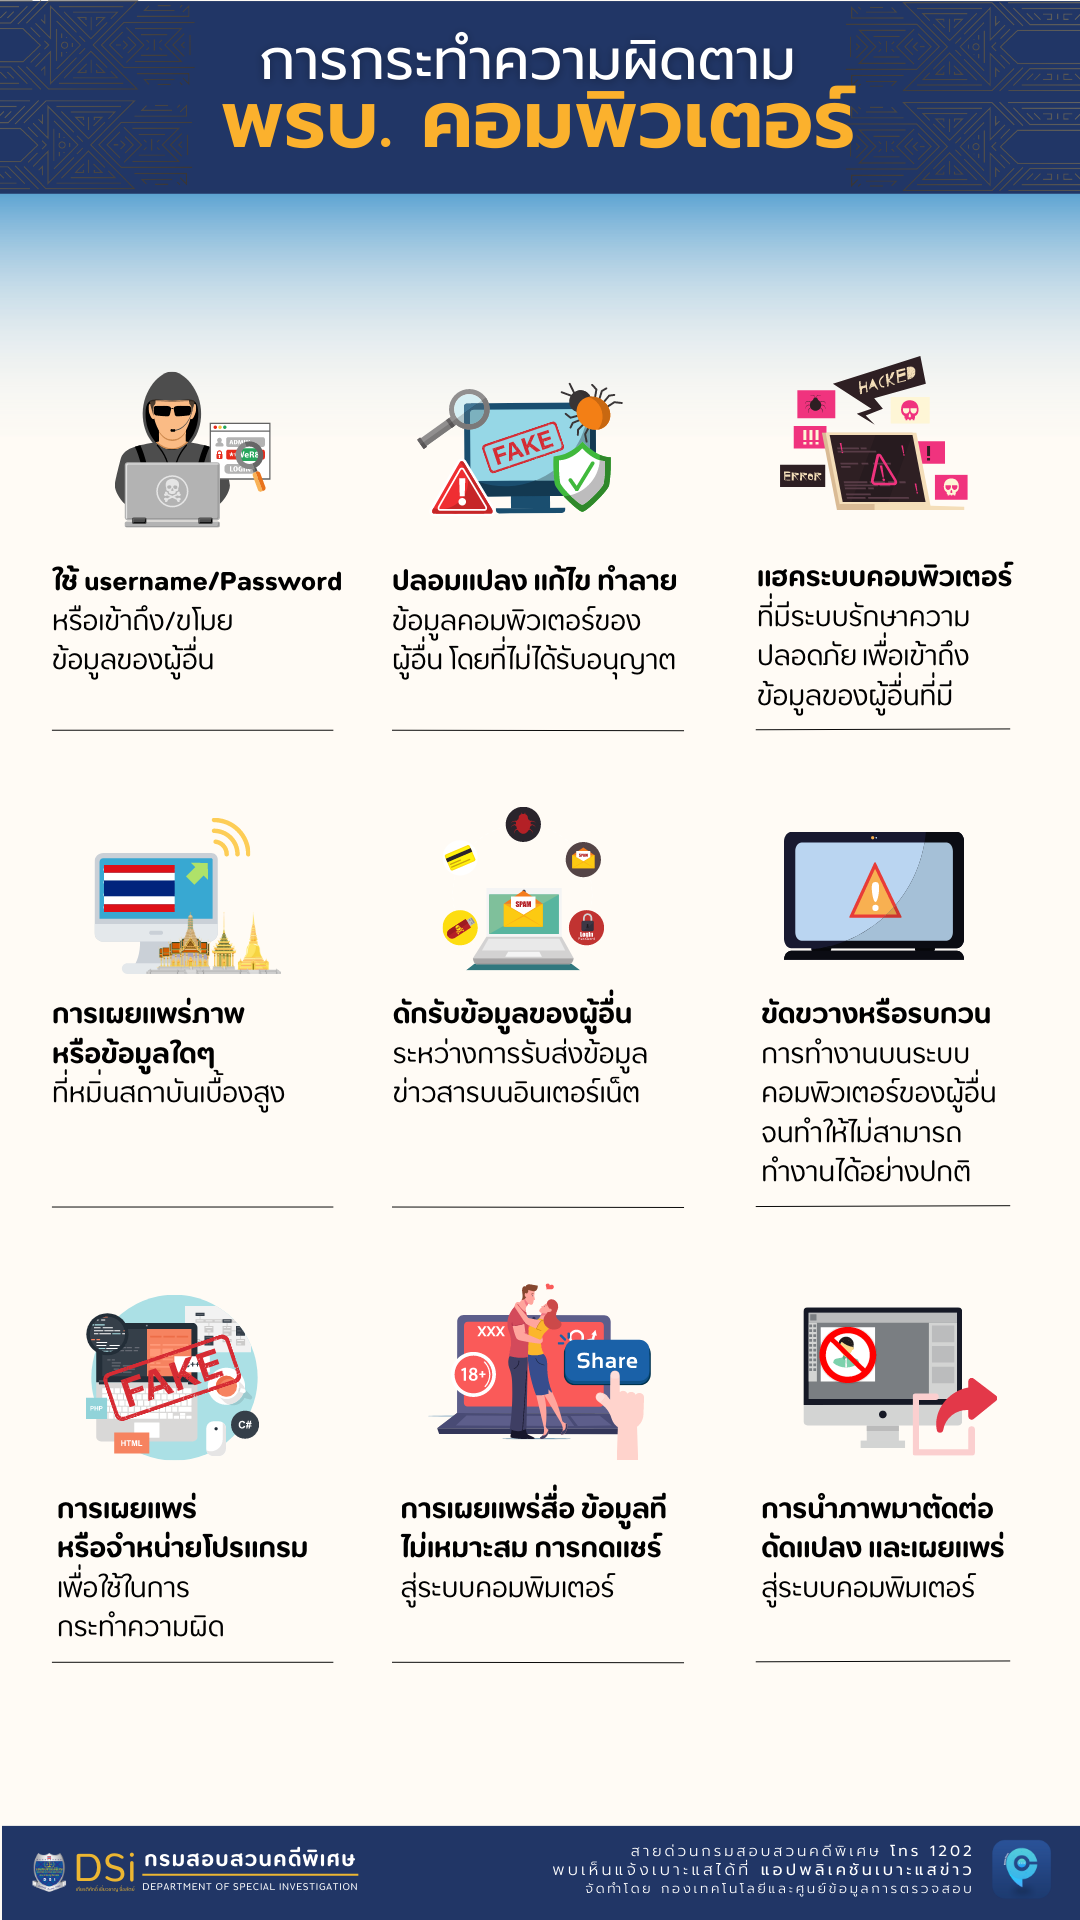 การกระทำความผิดตาม
พรบ. คอมพิวเตอร์
HACKED
ERROR
!!!
!
FAKE
ADMIN
LOGIN
ใช้ username/Password
หรือเข้าถึง/ขโมย
ข้อมูลของผู้อื่น
ปลอมแปลง แก้ไข ทำลาย
ข้อมูลคอมพิวเตอร์ของ
ผู้อื่น โดยที่ไม่ได้รับอนุญาต
แฮคระบบคอมพิวเตอร์
ที่มีระบบรักษาความ
ปลอดภัย เพื่อเข้าถึง
ข้อมูลของผู้อื่นที่มี
SPAM
SPAM
Login
การเผยแพร่ภาพ
หรือข้อมูลใดๆ
ที่หมิ่นสถาบันเบื้องสูง
ดักรับข้อมูลของผู้อื่น
ระหว่างการรับส่งข้อมูล
ข่าวสารบนอินเตอร์เน็ต
ขัดขวางหรือรบกวน
การทำงานบนระบบ
คอมพิวเตอร์ของผู้อื่น
จนทำให้ไม่สามารถ
ทำงานได้อย่างปกติ
FAKE
PHP
HTML
C#
XXX
18+
Share
การเผยแพร่
หรือจำหน่ายโปรแกรม
เพื่อใช้ในการ
กระทำความผิด
การเผยแพร่สื่อ ข้อมูลที
ไม่เหมาะสม การกดแชร์
สู่ระบบคอมพิมเตอร์
การนำภาพมาตัดต่อ
ดัดแปลง และเผยแพร่
สู่ระบบคอมพิมเตอร์
DSi
กรมสอบสวนคดีพิเศษ
DEPARTMENT OF SPECIAL INVESTIGATION
สายด่วนกรมสอบสวนคดีพิเศษ โทร 1202
พบเห็นแจ้งเบาะแสได้ที่ แอปพลิเคชันเบาะแสข่าว
จัดทำโดย กองเทคโนโลยีและศูนย์ข้อมูลการตรวจสอบ